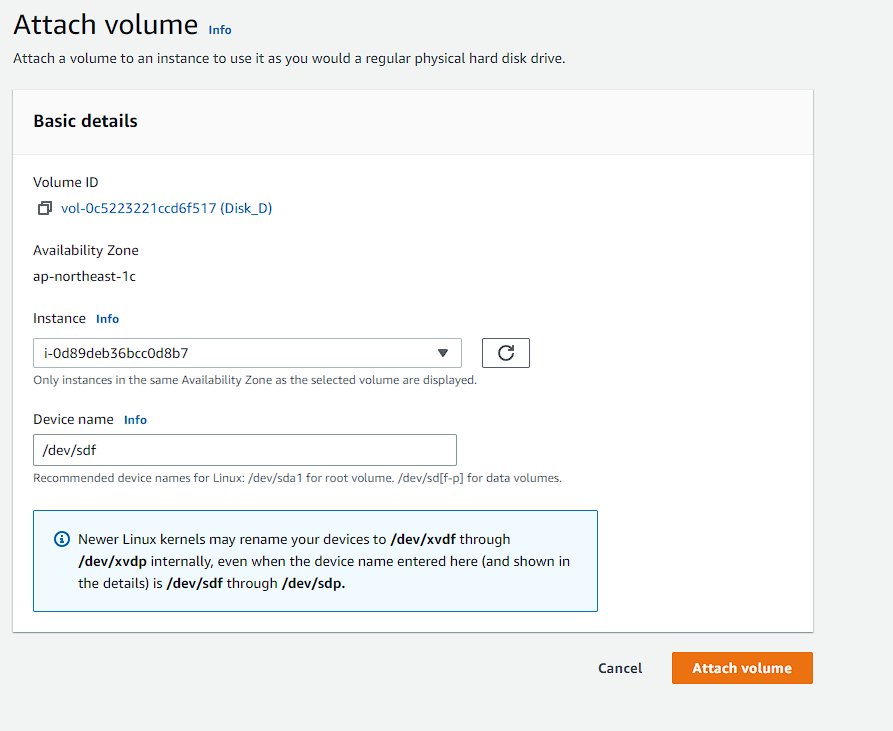 Attach volume Info
Attach a volume to an instance to use it as you would a regular physical hard disk drive.
Basic details
Volume ID
vol-0c5223221ccd6f517 (Disk_D)
Availability Zone
ap-northeast-1c
Instance Info
i-0d89deb36bcc0d8b7
Only instances in the same Availability Zone as the selected volume are displayed.
Device name Info
/dev/sdf
Recommended device names for Linux: /dev/sda1 for root volume. /dev/sd[f-p] for data volumes.
Newer Linux kernels may rename your devices to /dev/xvdf through
/dev/xvdp internally, even when the device name entered here (and shown in
the details) is /dev/sdf through /dev/sdp.
Cancel Attach volume